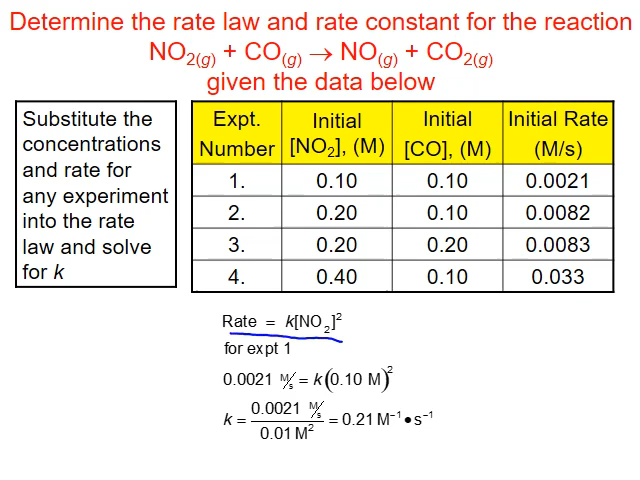 Determine the rate law and rate constant for the reaction
NO2(g) + CO(g) → NO(g) + CO2(g)
given the data below
Substitute the
concentrations
and rate for
any experiment
into the rate
law and solve
for k
Expt. Number Initial [NO2], (M) Initial [CO], (M) Initial Rate (M/s)
1. 0.10 0.10 0.0021
2. 0.20 0.10 0.0082
3. 0.20 0.20 0.0083
4. 0.40 0.10 0.033
Rate = k[NO2]²
for expt 1
0.0021 M/s = k(0.10 M)²
k = 0.0021 M/s / 0.01 M² = 0.21 M⁻¹•s⁻¹